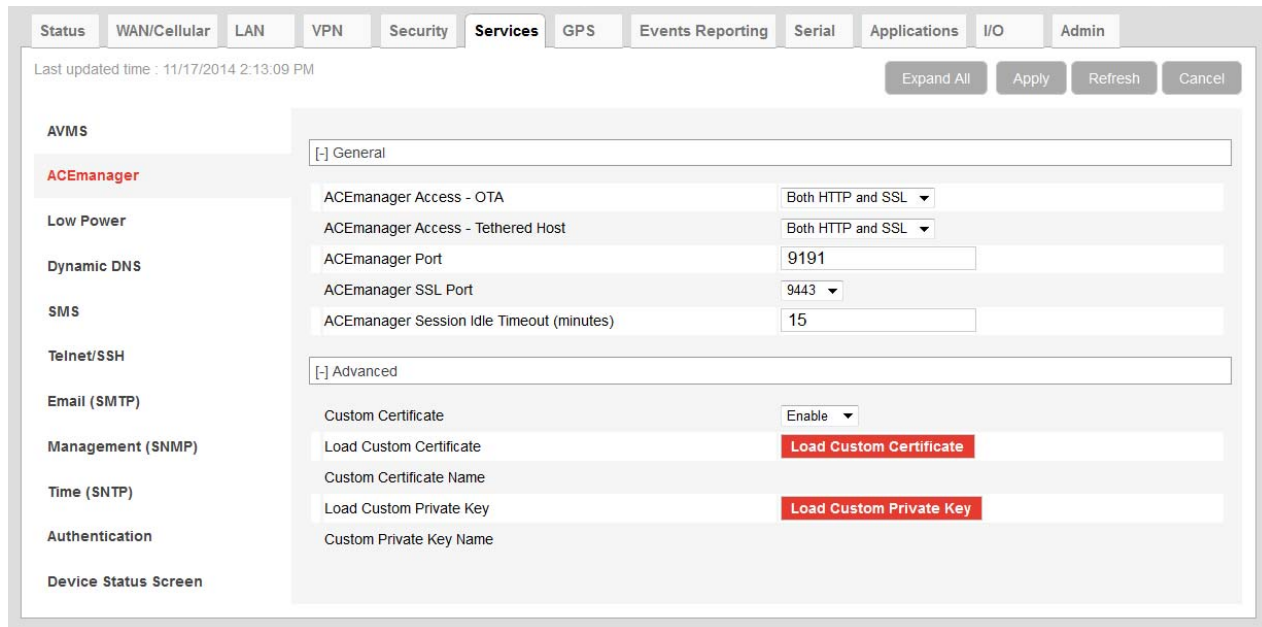 Status WAN/Cellular LAN VPN Security Services GPS Events Reporting Serial Applications I/O Admin
Last updated time : 11/17/2014 2:13:09 PM
Expand All Apply Refresh Cancel
AVMS
ACEmanager
Low Power
Dynamic DNS
SMS
Telnet/SSH
Email (SMTP)
Management (SNMP)
Time (SNTP)
Authentication
Device Status Screen
[-] General
ACEmanager Access - OTA Both HTTP and SSL
ACEmanager Access - Tethered Host Both HTTP and SSL
ACEmanager Port 9191
ACEmanager SSL Port 9443
ACEmanager Session Idle Timeout (minutes) 15
[-] Advanced
Custom Certificate Enable
Load Custom Certificate Load Custom Certificate
Custom Certificate Name
Load Custom Private Key Load Custom Private Key
Custom Private Key Name